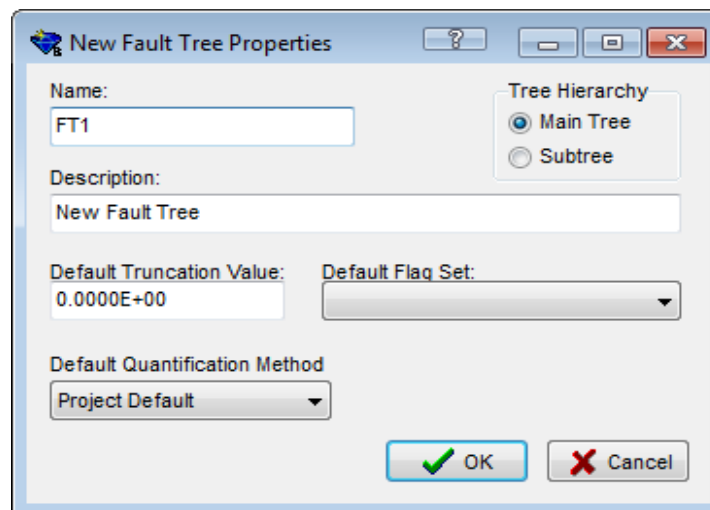 New Fault Tree Properties
Name:
Tree Hierarchy
FT1
Main Tree
Subtree
Description:
New Fault Tree
Default Truncation Value:
Default Flag Set:
0.0000E+00
Default Quantification Method
Project Default
OK
Cancel